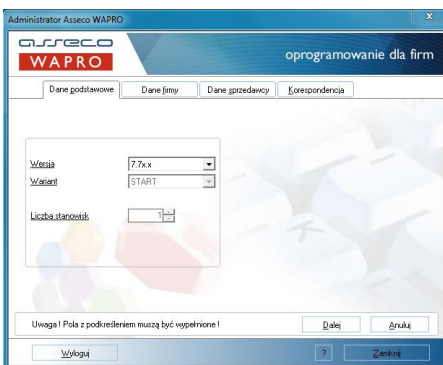 Administrator Asseco WAPRO
x
asseco
WAPRO
oprogramowanie dla firm
Dane podstawowe
Dane firmy
Dane sprzedawcy
Korespondencja
Wersja
7.7x.x
Wariant
START
Liczba stanowisk
1
Uwaga ! Pola z podkreśleniem muszą być wypełnione !
Dalej
Anuluj
Wyloguj
?
Zamknij